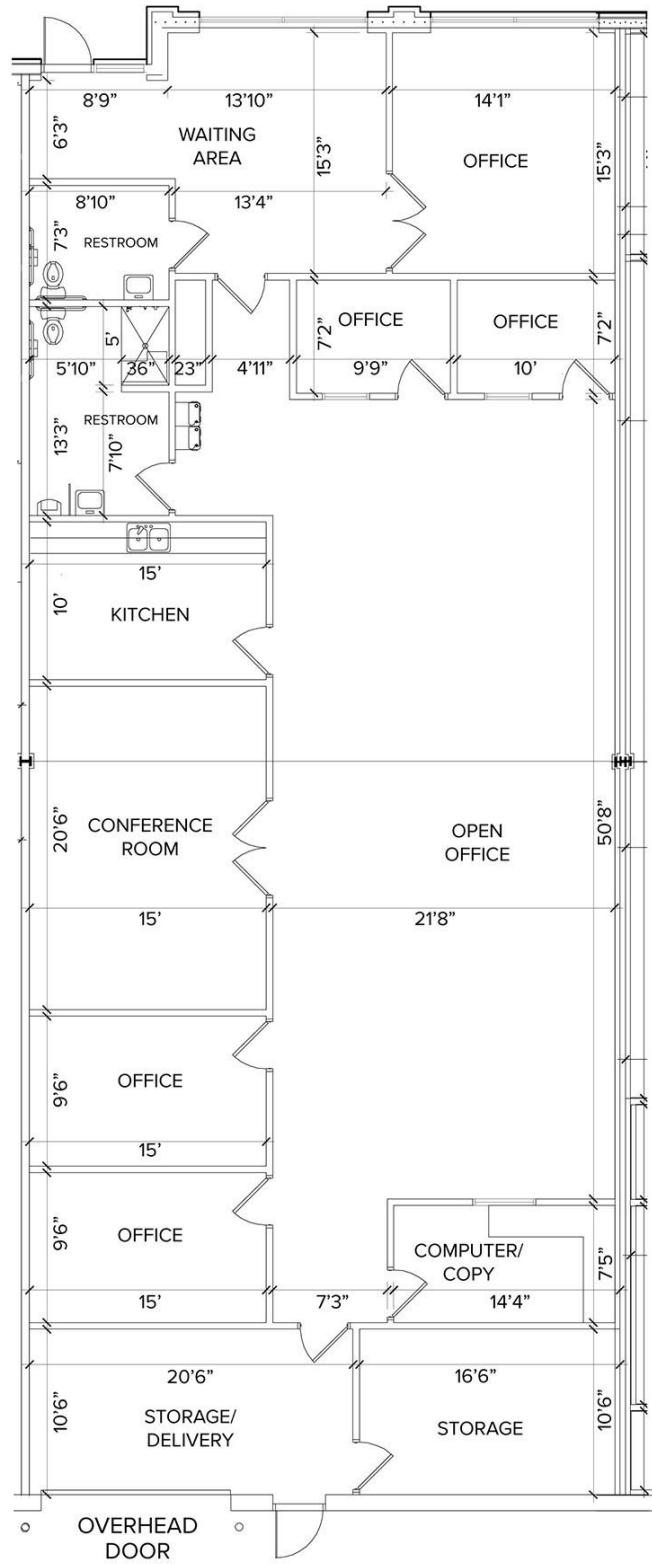 8'9"
13'10"
14'1"
6'3"
WAITING
AREA
15'3"
OFFICE
15'3"
8'10"
13'4"
7'3"
RESTROOM
5'
7'2"
OFFICE
OFFICE
7'2"
5'10"
36"
23"
4'11"
9'9"
10'
RESTROOM
13'3"
7'10"
15'
10'
KITCHEN
20'6"
CONFERENCE
ROOM
OPEN
OFFICE
50'8"
15'
21'8"
9'6"
OFFICE
15'
9'6"
OFFICE
COMPUTER/
COPY
7'5"
15'
7'3"
14'4"
20'6"
16'6"
10'6"
STORAGE/
DELIVERY
STORAGE
10'6"
OVERHEAD
DOOR